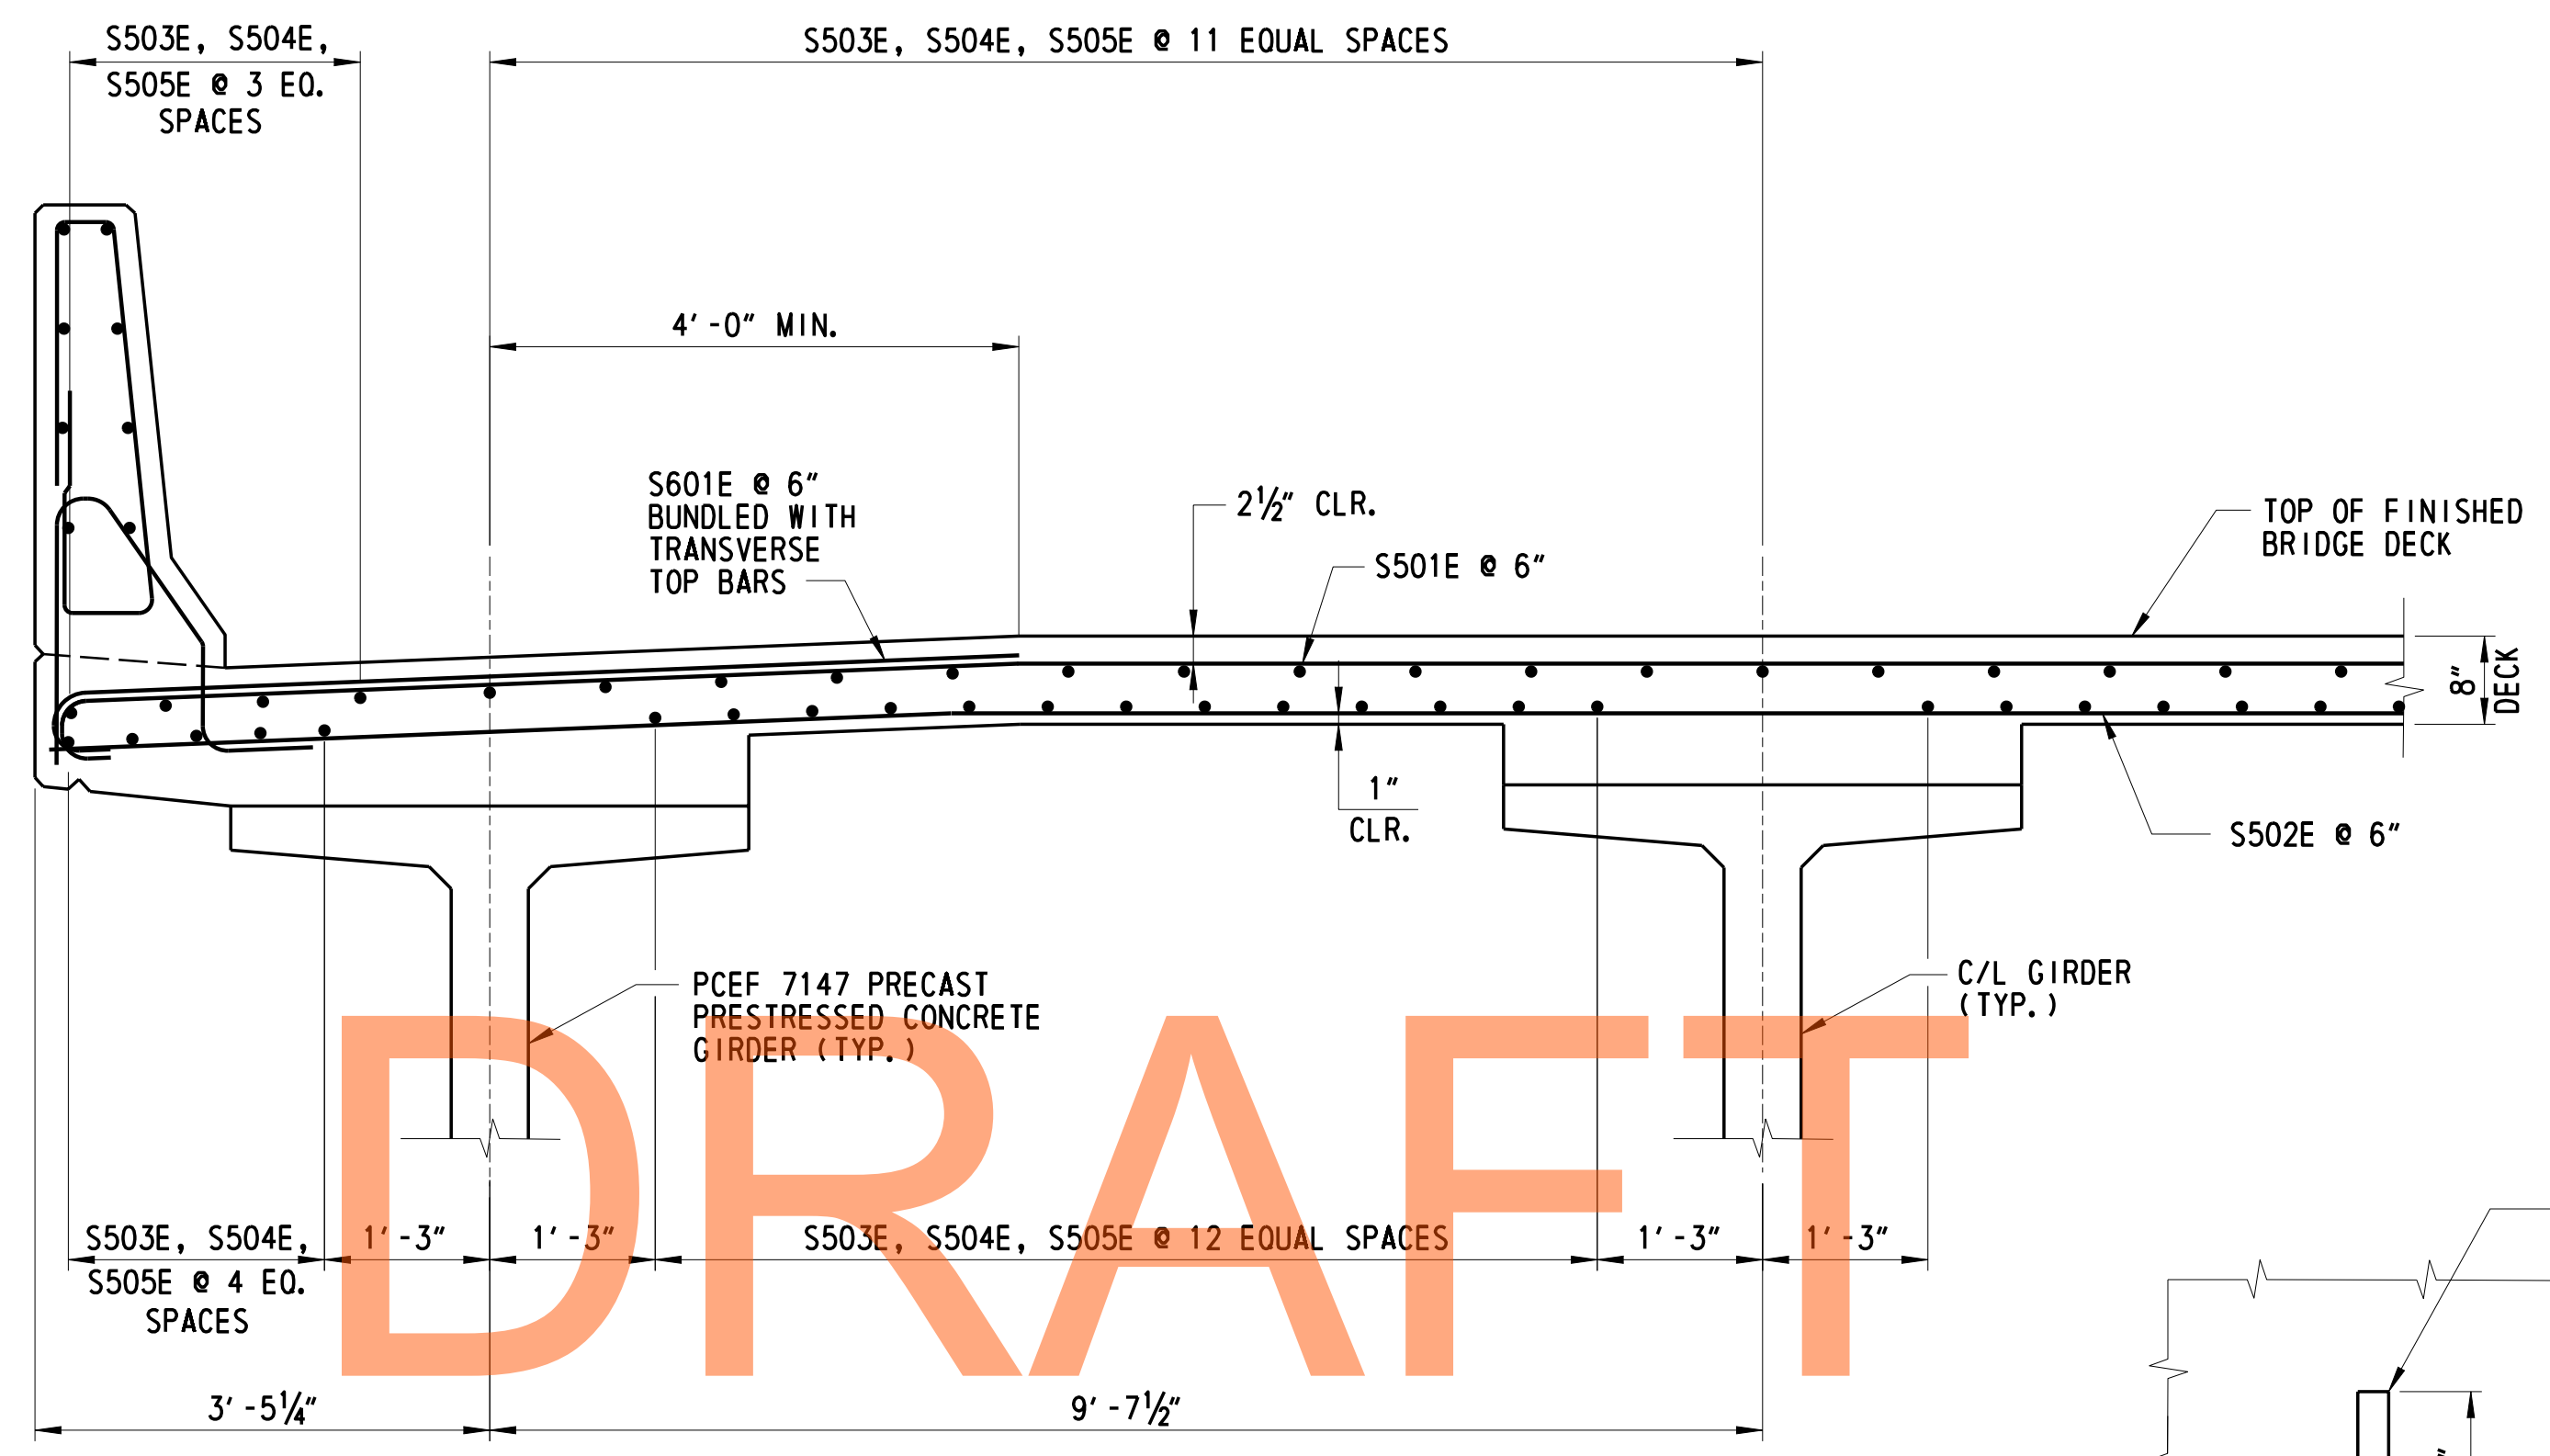 S503E, S504E,
S505E @ 3 EQ.
SPACES
S503E, S504E, S505E @ 11 EQUAL SPACES
4'-0" MIN.
S601E @ 6"
BUNDLED WITH
TRANSVERSE
TOP BARS
2½" CLR.
S501E @ 6"
TOP OF FINISHED
BRIDGE DECK
8"
DECK
1"
CLR.
S502E @ 6"
PCEF 7147 PRECAST
PRESTRESSED CONCRETE
GIRDER (TYP.)
C/L GIRDER
(TYP.)
DRAFT
S503E, S504E,
S505E @ 4 EQ.
SPACES
1'-3"
1'-3"
S503E, S504E, S505E @ 12 EQUAL SPACES
1'-3"
1'-3"
3'-5¼"
9'-7½"